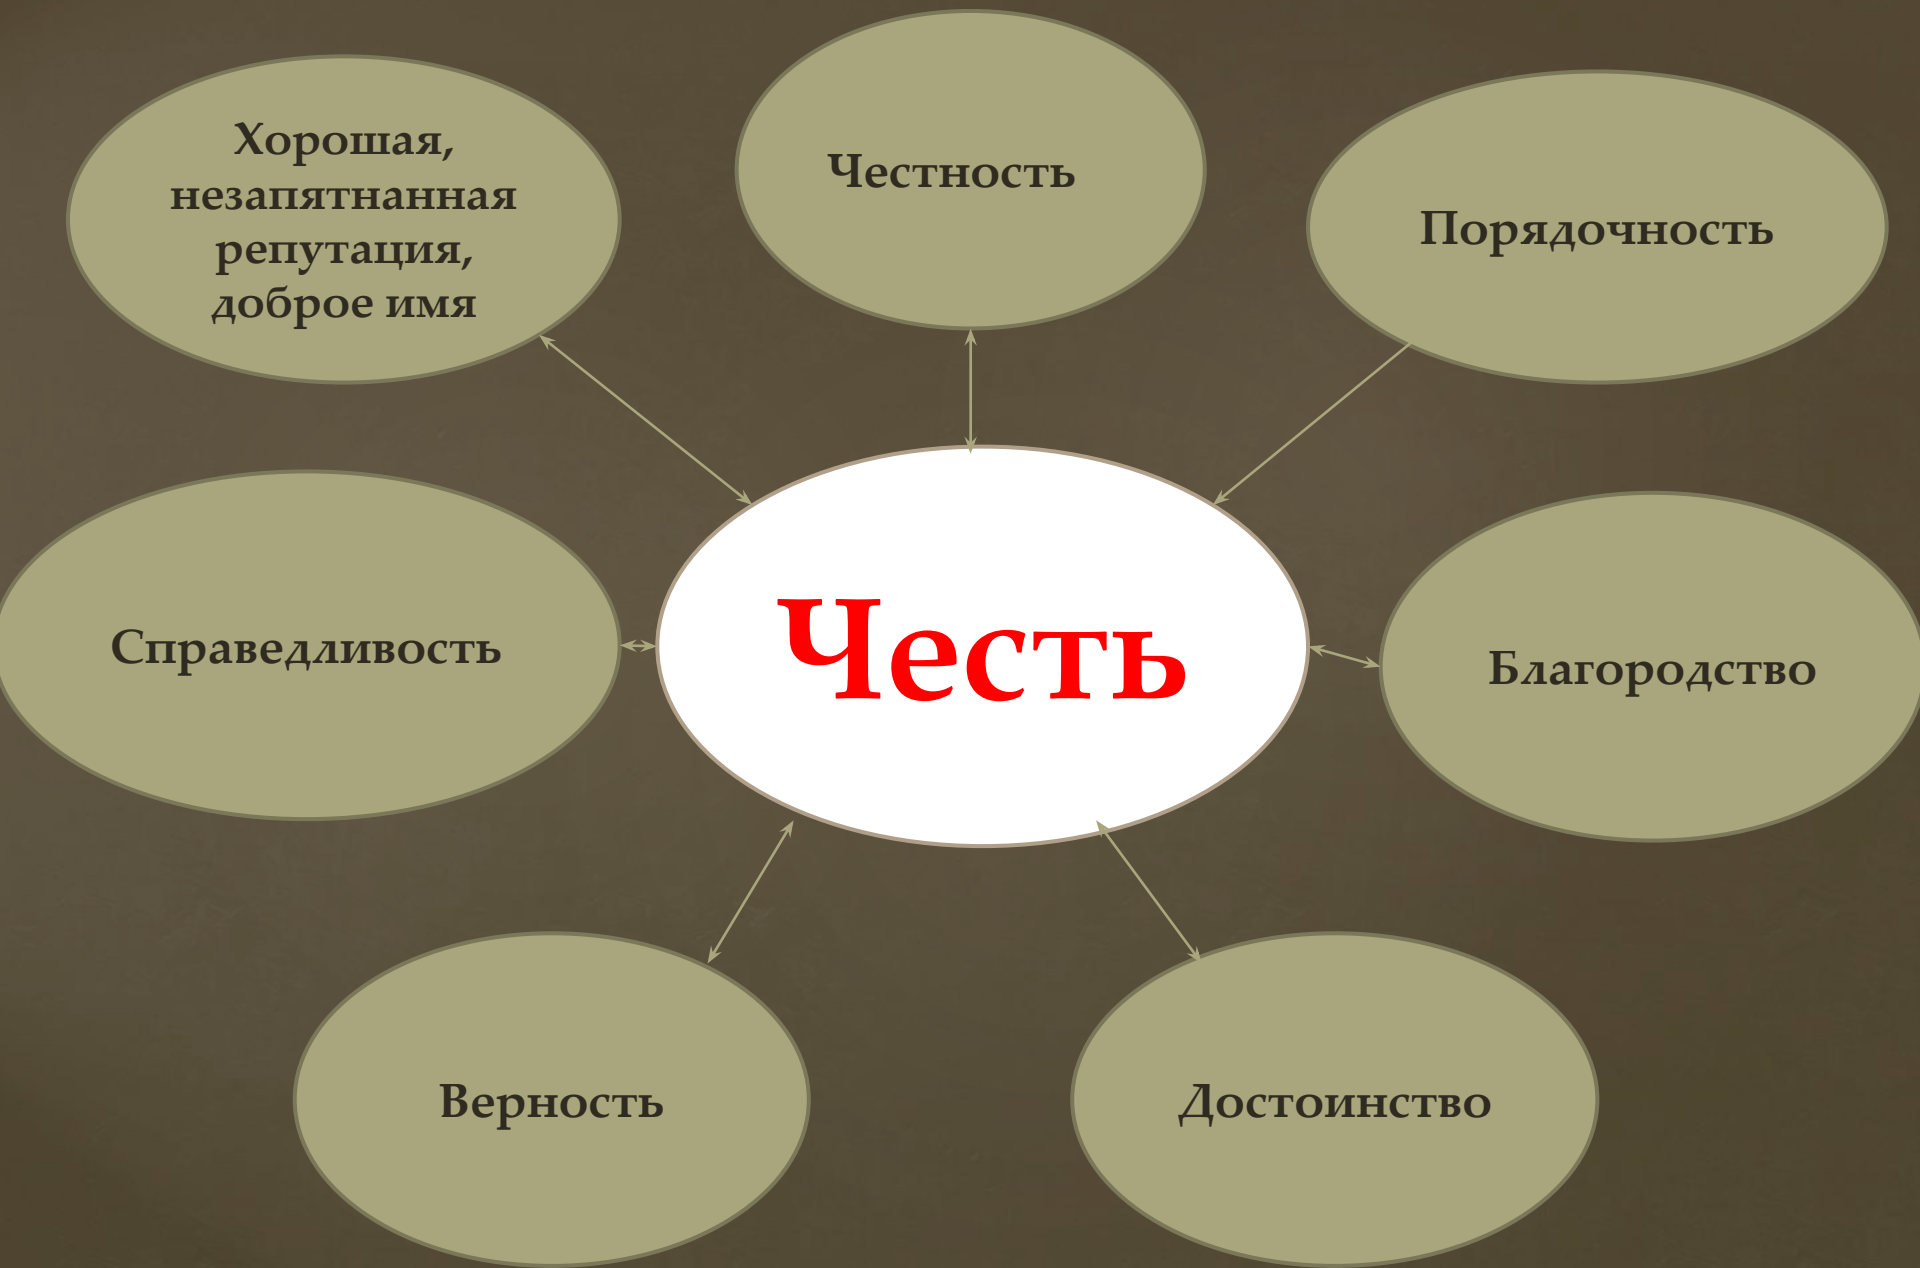 Хорошая,
незапятнанная
репутация,
доброе имя
Честность
Порядочность
Справедливость
Честь
Благородство
Верность
Достоинство